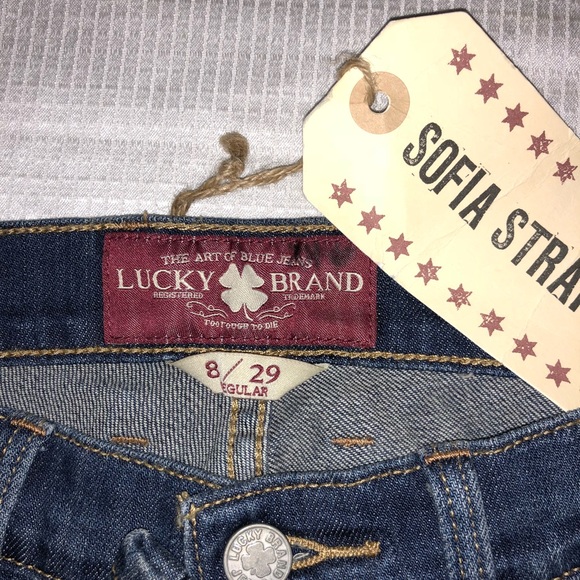 SOFIA STRA
THE ART OF BLUE JEANS
LUCKY BRAND
REGISTERED TRADEMARK
TOO TOUGH TO DIE
8/29
EGULAR
LUCKY BRAND